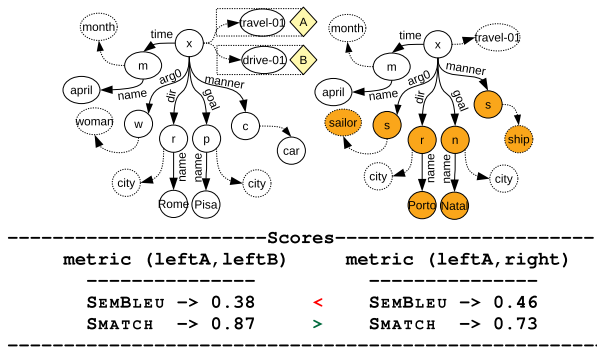 month
time
x
travel-01
A
drive-01
B
m
april
name
arg0
dir
goal
manner
woman
w
r
p
c
car
name
name
city
city
Rome
Pisa
month
time
x
travel-01
m
april
name
arg0
dir
goal
manner
s
sailor
s
r
n
ship
name
name
city
city
Porto
Natal
Scores
metric (leftA,leftB) metric (leftA,right)
SEMBLEU -> 0.38 < SEMBLEU -> 0.46
SMATCH -> 0.87 > SMATCH -> 0.73